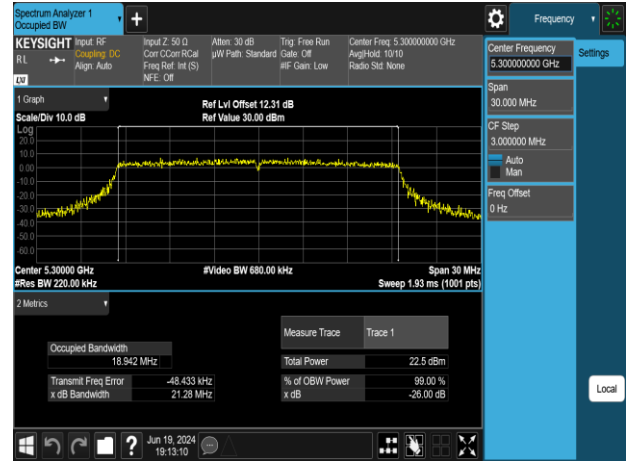 Spectrum Analyzer 1
Occupied BW
Frequency
KEYSIGHT
RL
LXI
Input: RF
Coupling: DC
Align: Auto
Input Z: 50 Ω
Corr CCorr RCal
Freq Ref: Int (S)
NFE: Off
Atten: 30 dB
µW Path: Standard
Trig: Free Run
Gate: Off
#IF Gain: Low
Center Freq: 5.300000000 GHz
Avg|Hold: 10/10
Radio Std: None
Center Frequency
5.300000000 GHz
Settings
Span
30.000 MHz
CF Step
3.000000 MHz
Auto
Man
Freq Offset
0 Hz
Local
1 Graph
Scale/Div 10.0 dB
Ref Lvl Offset 12.31 dB
Ref Value 30.00 dBm
Log
20.0
10.0
0.00
-10.0
-20.0
-30.0
-40.0
-50.0
-60.0
Center 5.30000 GHz
#Res BW 220.00 kHz
#Video BW 680.00 kHz
Span 30 MHz
Sweep 1.93 ms (1001 pts)
2 Metrics
Measure Trace Trace 1
Occupied Bandwidth
18.942 MHz
Total Power 22.5 dBm
Transmit Freq Error -48.433 kHz
% of OBW Power 99.00 %
x dB Bandwidth 21.28 MHz
x dB -26.00 dB
?
Jun 19, 2024
19:13:10